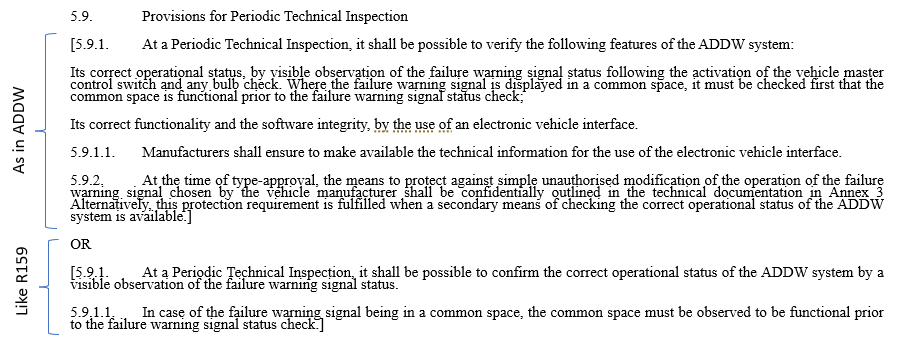 5.9. Provisions for Periodic Technical Inspection
As in ADDW
[5.9.1. At a Periodic Technical Inspection, it shall be possible to verify the following features of the ADDW system:
Its correct operational status, by visible observation of the failure warning signal status following the activation of the vehicle master
control switch and any bulb check. Where the failure warning signal is displayed in a common space, it must be checked first that the
common space is functional prior to the failure warning signal status check;
Its correct functionality and the software integrity, by the use of an electronic vehicle interface.
5.9.1.1. Manufacturers shall ensure to make available the technical information for the use of the electronic vehicle interface.
5.9.2, At the time of type-approval, the means to protect against simple unauthorised modification of the operation of the failure
warning signal chosen by the vehicle manufacturer shall be confidentially outlined in the technical documentation in Annex 3
Alternatively, this protection requirement is fulfilled when a secondary means of checking the correct operational status of the ADDW
system is available.]
Like R159
OR
[5.9.1. At a Periodic Technical Inspection, it shall be possible to confirm the correct operational status of the ADDW system by a
visible observation of the failure warning signal status.
5.9.1.1. In case of the failure warning signal being in a common space, the common space must be observed to be functional prior
to the failure warning signal status check.]